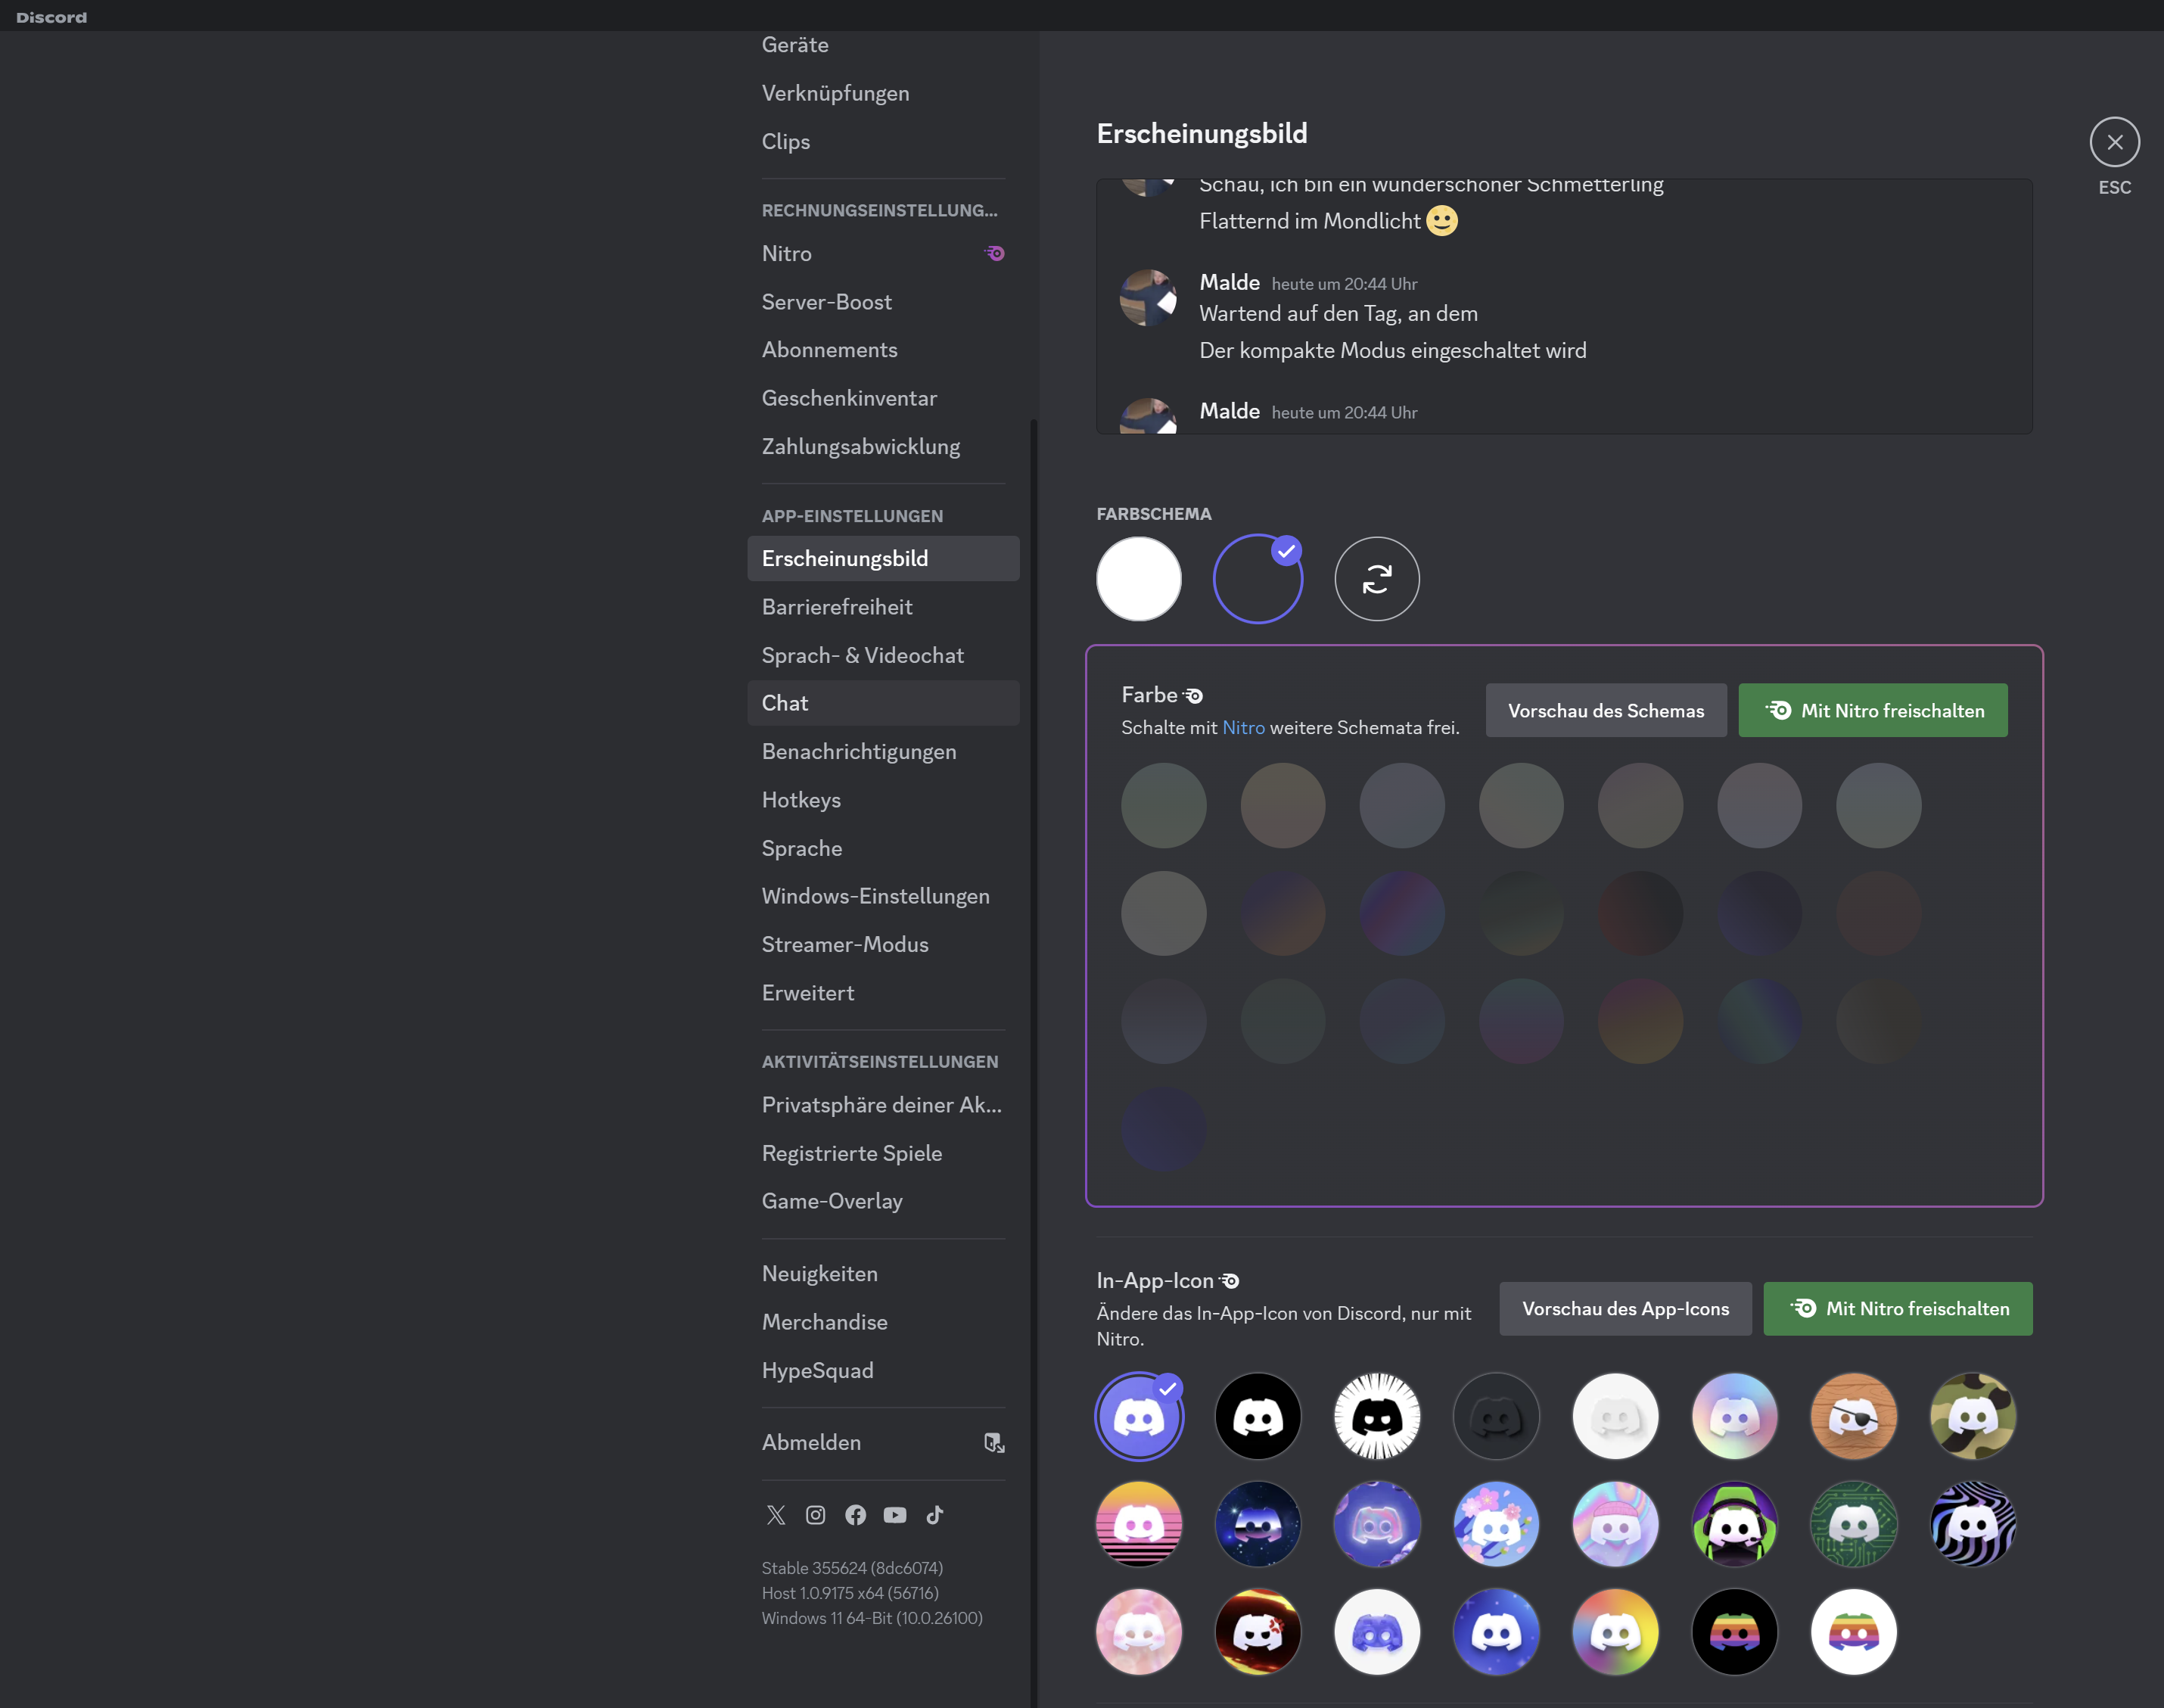 Discord
Geräte
Verknüpfungen
Clips
RECHNUNGSEINSTELLUNG...
Nitro
Server-Boost
Abonnements
Geschenkinventar
Zahlungsabwicklung
APP-EINSTELLUNGEN
Erscheinungsbild
Barrierefreiheit
Sprach- & Videochat
Chat
Benachrichtigungen
Hotkeys
Sprache
Windows-Einstellungen
Streamer-Modus
Erweitert
AKTIVITÄTSEINSTELLUNGEN
Privatsphäre deiner Ak...
Registrierte Spiele
Game-Overlay
Neuigkeiten
Merchandise
HypeSquad
Abmelden
Stable 355624 (8dc6074)
Host 1.0.9175 x64 (56716)
Windows 11 64-Bit (10.0.26100)
Erscheinungsbild
ESC
Schau, ich bin ein wunderschöner Schmetterling
Flatternd im Mondlicht
Malde heute um 20:44 Uhr
Wartend auf den Tag, an dem
Der kompakte Modus eingeschaltet wird
Malde heute um 20:44 Uhr
FARBSCHEMA
Farbe
Schalte mit Nitro weitere Schemata frei.
Vorschau des Schemas
Mit Nitro freischalten
In-App-Icon
Ändere das In-App-Icon von Discord, nur mit
Nitro.
Vorschau des App-Icons
Mit Nitro freischalten